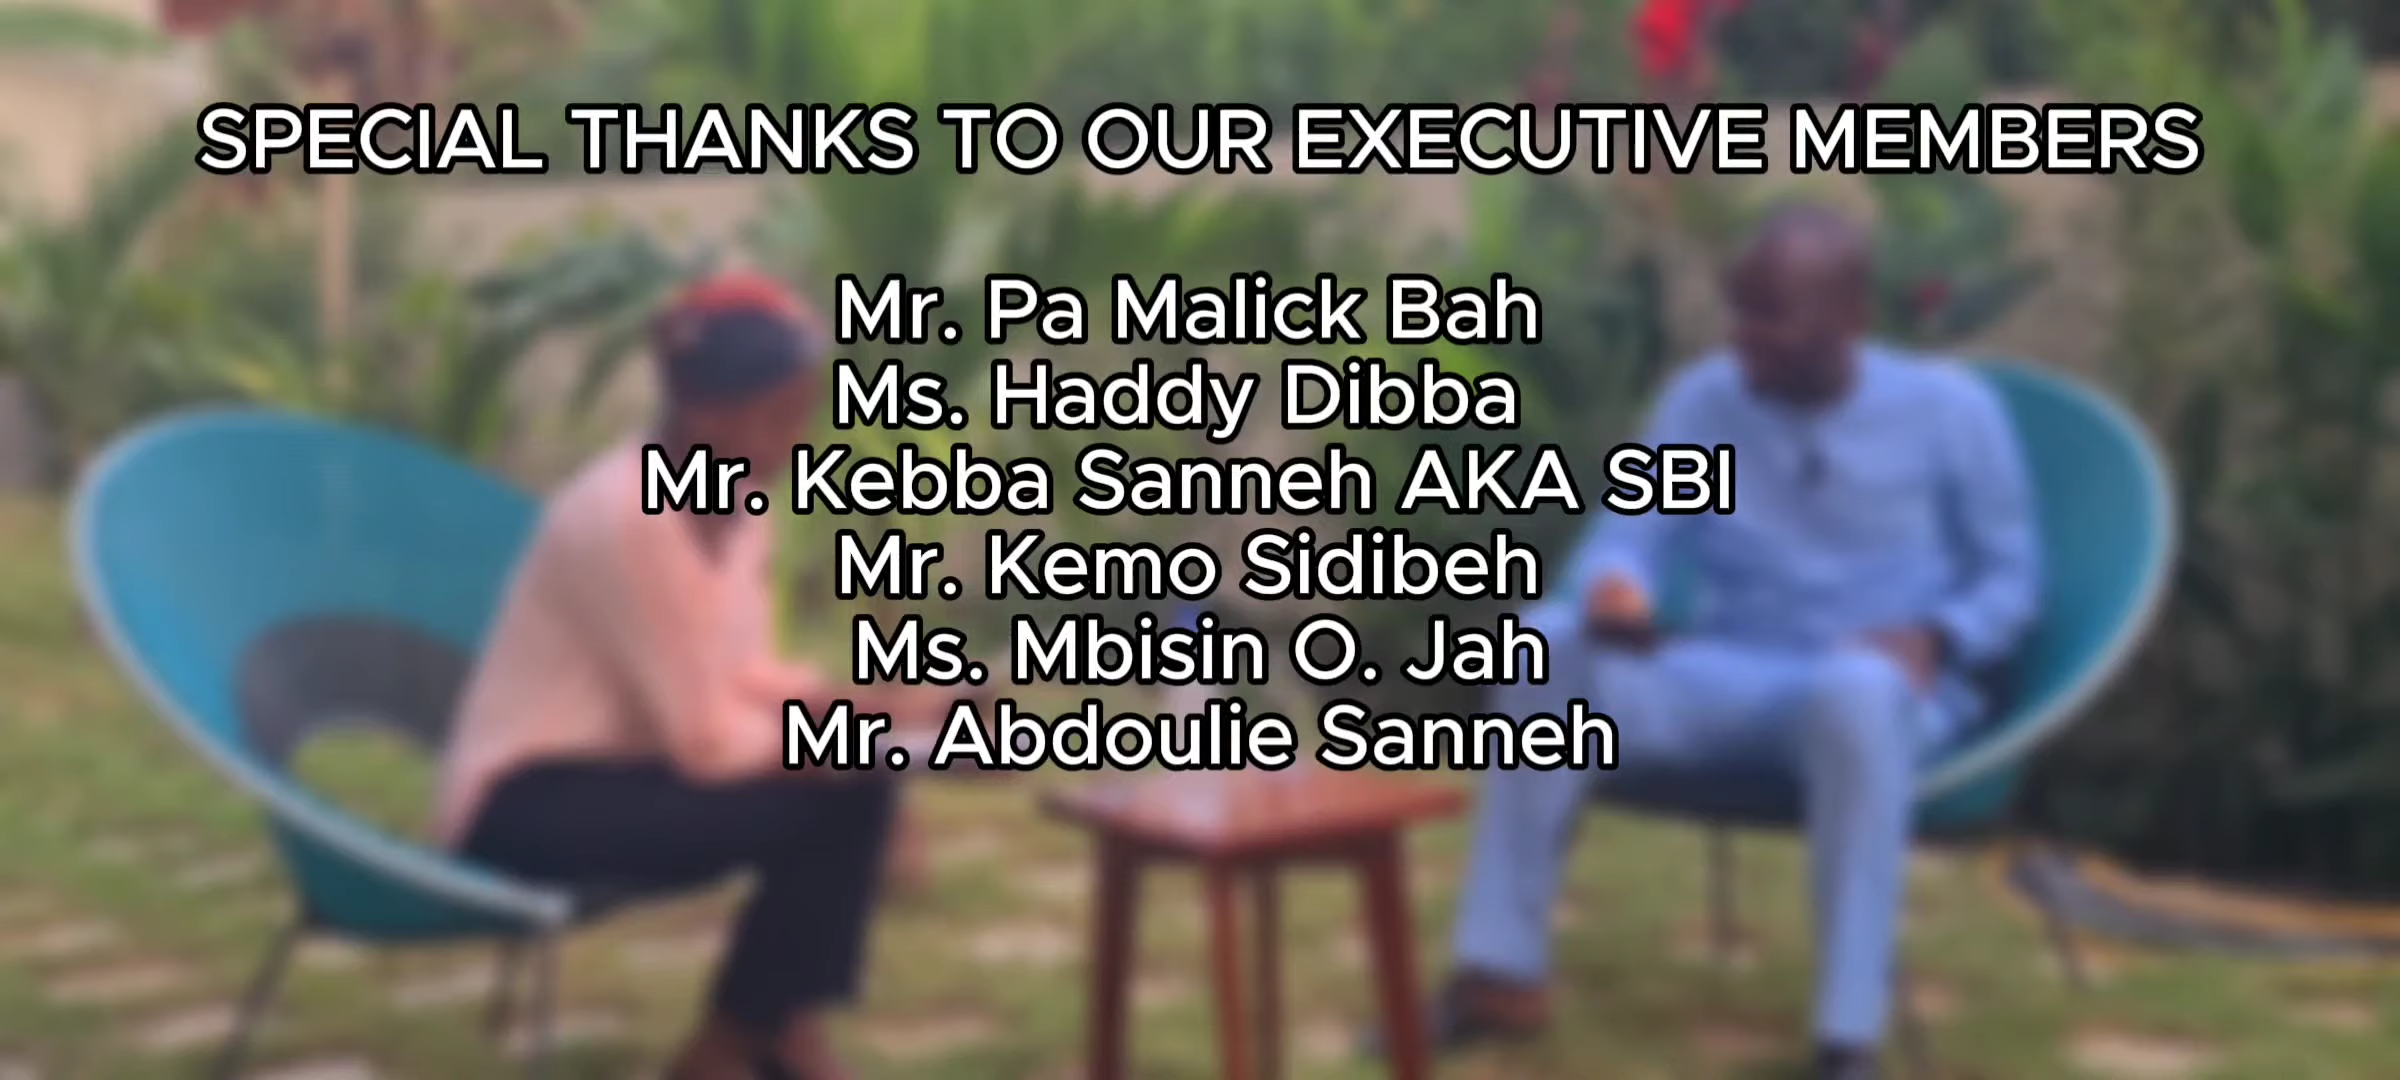 SPECIAL THANKS TO OUR EXECUTIVE MEMBERS
Mr. Pa Malick Bah
Ms. Haddy Dibba
Mr. Kebba Sanneh AKA SBI
Mr. Kemo Sidibeh
Ms. Mbisin O. Jah
Mr. Abdoulie Sanneh